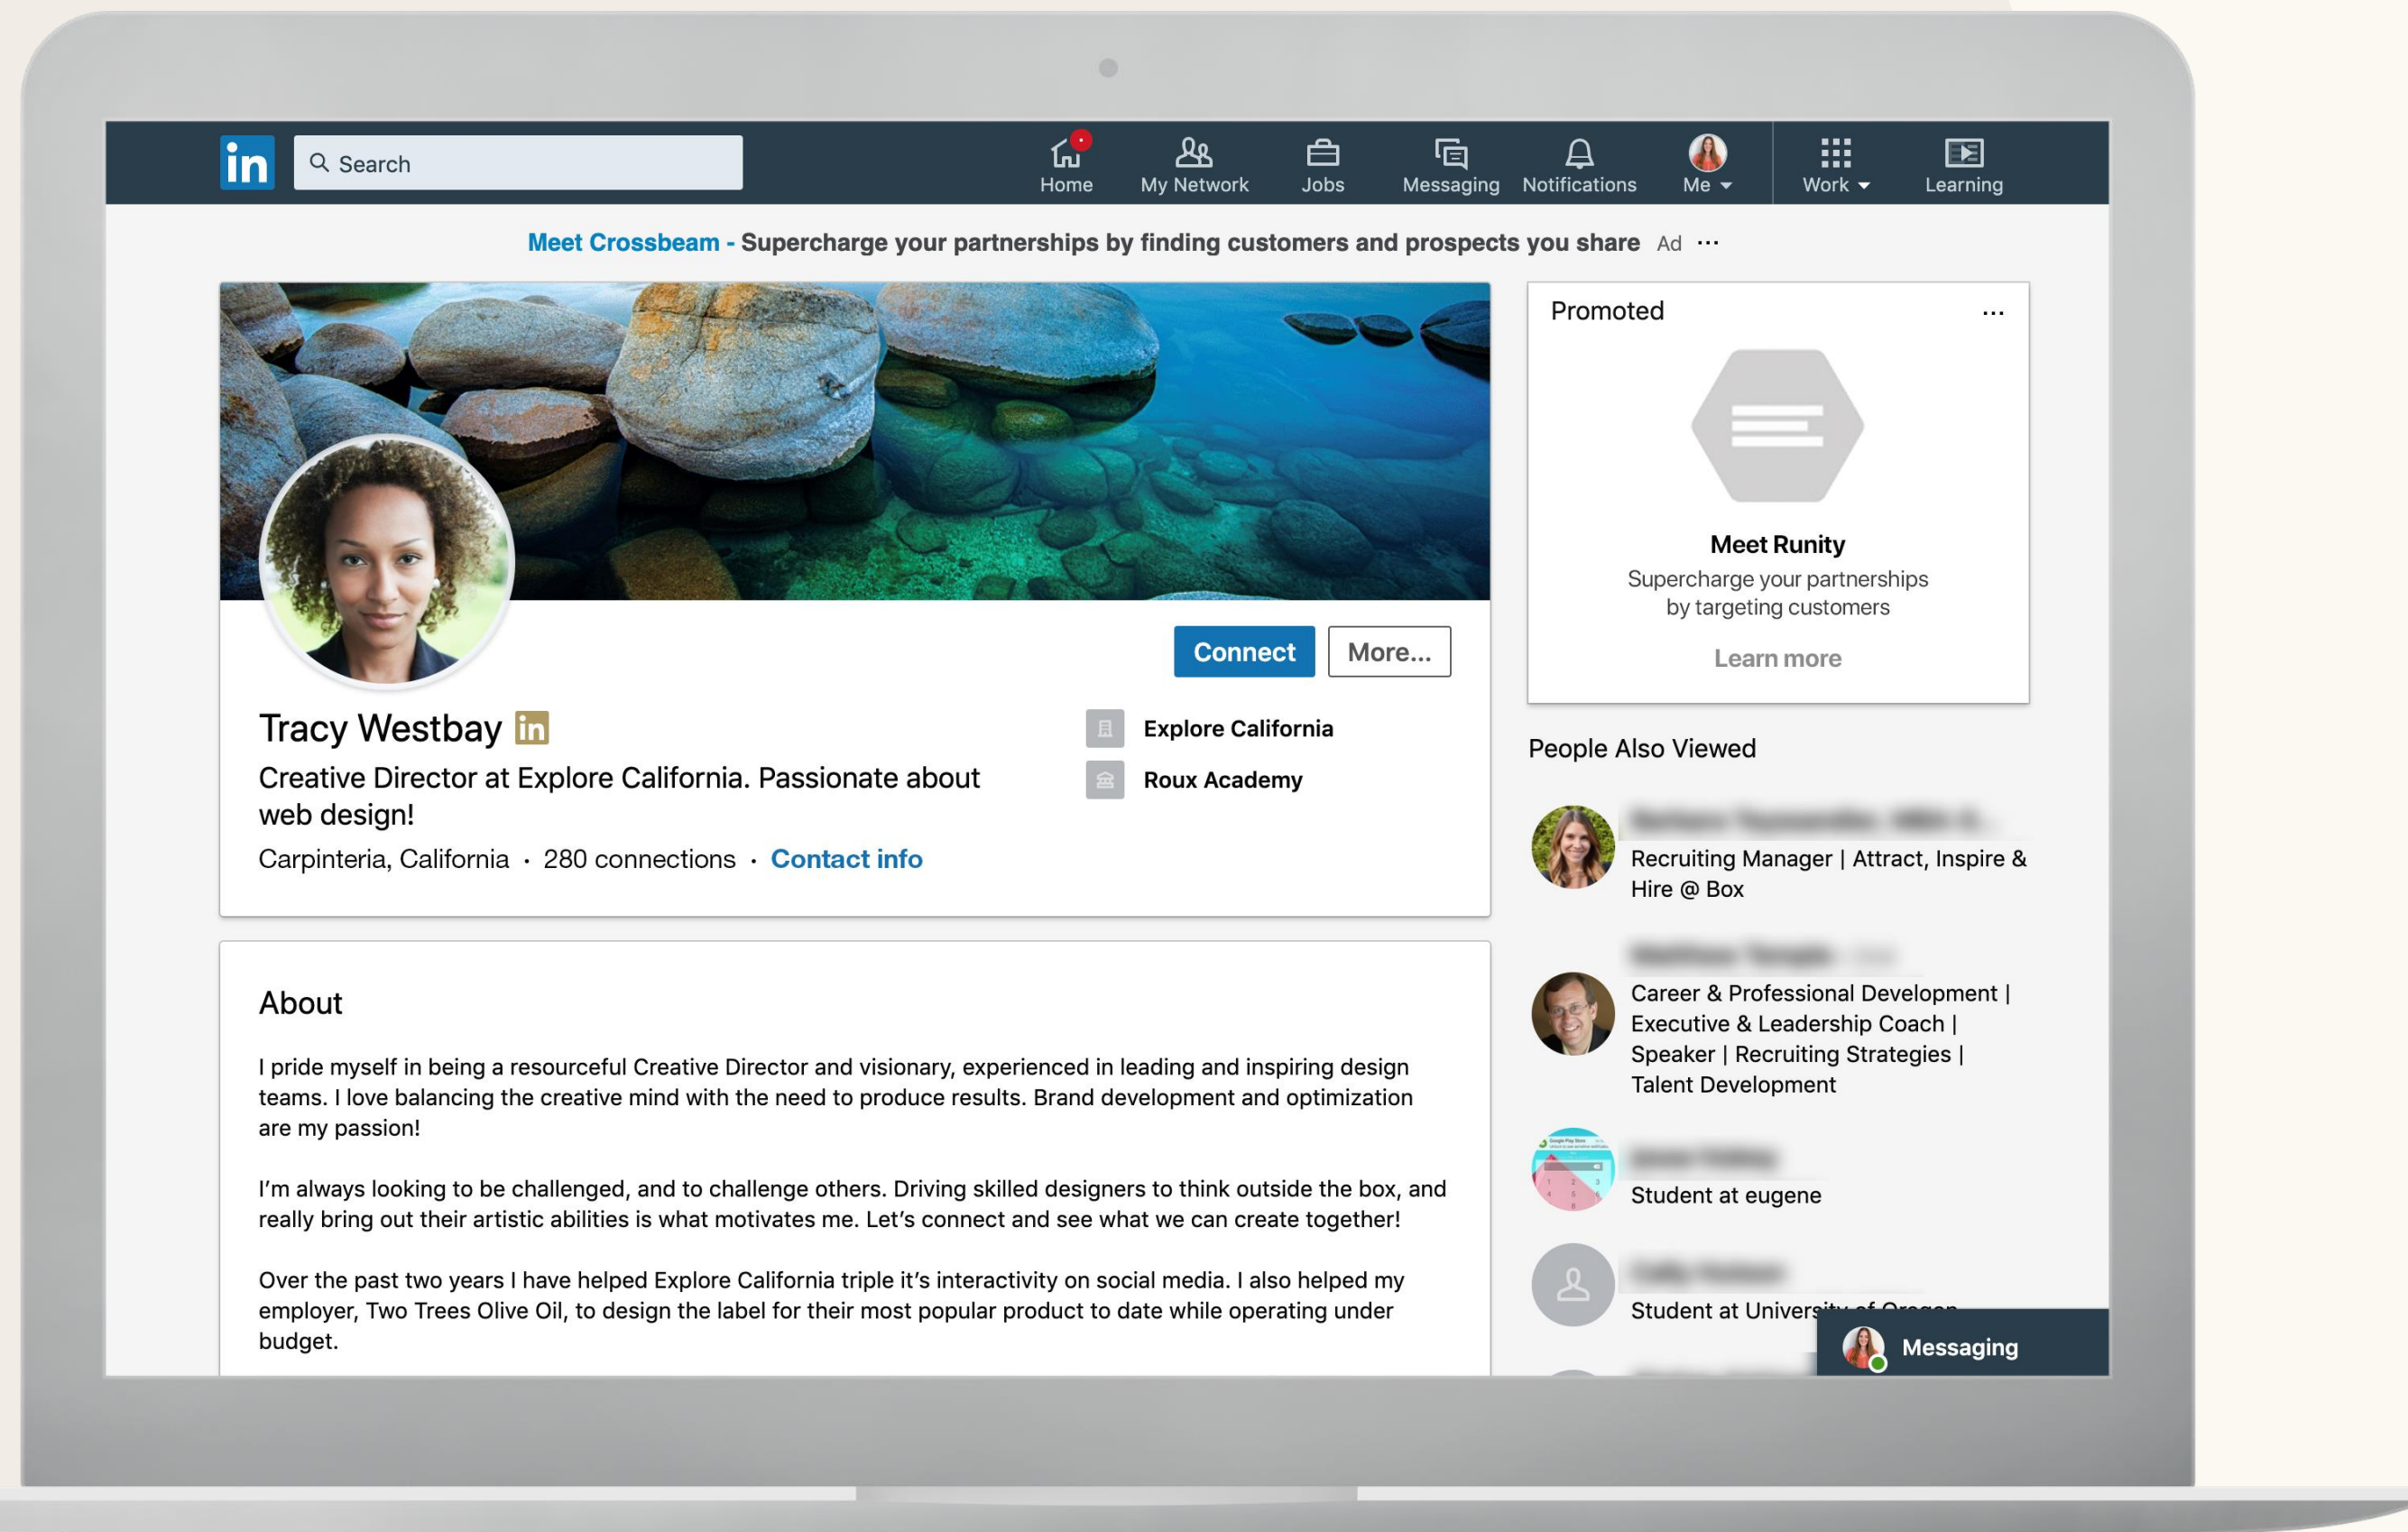 in
Search
Home
My Network
Jobs
Messaging
Notifications
Me
Work
Learning
Meet Crossbeam - Supercharge your partnerships by finding customers and prospects you share Ad ...
Promoted
...
Meet Runity
Supercharge your partnerships
by targeting customers
Learn more
Connect
More...
Tracy Westbay in
Creative Director at Explore California. Passionate about
web design!
Carpinteria, California · 280 connections · Contact info
Explore California
Roux Academy
About
I pride myself in being a resourceful Creative Director and visionary, experienced in leading and inspiring design
teams. I love balancing the creative mind with the need to produce results. Brand development and optimization
are my passion!
I'm always looking to be challenged, and to challenge others. Driving skilled designers to think outside the box, and
really bring out their artistic abilities is what motivates me. Let's connect and see what we can create together!
Over the past two years I have helped Explore California triple it's interactivity on social media. I also helped my
employer, Two Trees Olive Oil, to design the label for their most popular product to date while operating under
budget.
People Also Viewed
Recruiting Manager | Attract, Inspire &
Hire @ Box
Career & Professional Development |
Executive & Leadership Coach |
Speaker | Recruiting Strategies |
Talent Development
Google Play Store
Student at eugene
Student at University of Oregon
Messaging